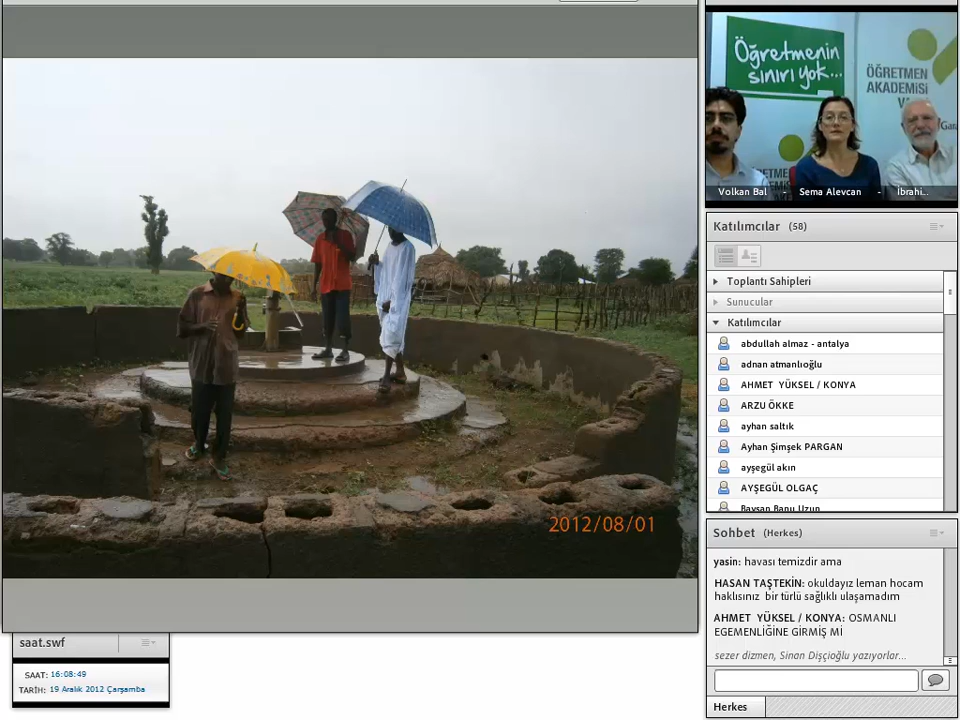 2012/08/01
Öğretmenin
sınırı yok...
ÖĞRETMEN
AKADEMİSİ
Volkan Bal - Sema Alevcan - İbrahi..
Katılımcılar (58)
Toplantı Sahipleri
Sunucular
Katılımcılar
abdullah almaz - antalya
adnan atmanlıoğlu
AHMET YÜKSEL / KONYA
ARZU ÖKKE
ayhan saltık
Ayhan Şimşek PARGAN
ayşegül akın
AYŞEGÜL OLGAÇ
Baysan Banu Uzun
Sohbet (Herkes)
yasin: havası temizdir ama
HASAN TAŞTEKİN: okuldayız leman hocam
haklısınız bir türlü sağlıklı ulaşamadım
AHMET YÜKSEL / KONYA: OSMANLI
EGEMENLİĞİNE GİRMİŞ Mİ
sezer dizmen, Sinan Dişçioğlu yazıyorlar...
Herkes
saat.swf
SAAT: 16:08:49
TARİH: 19 Aralık 2012 Çarşamba